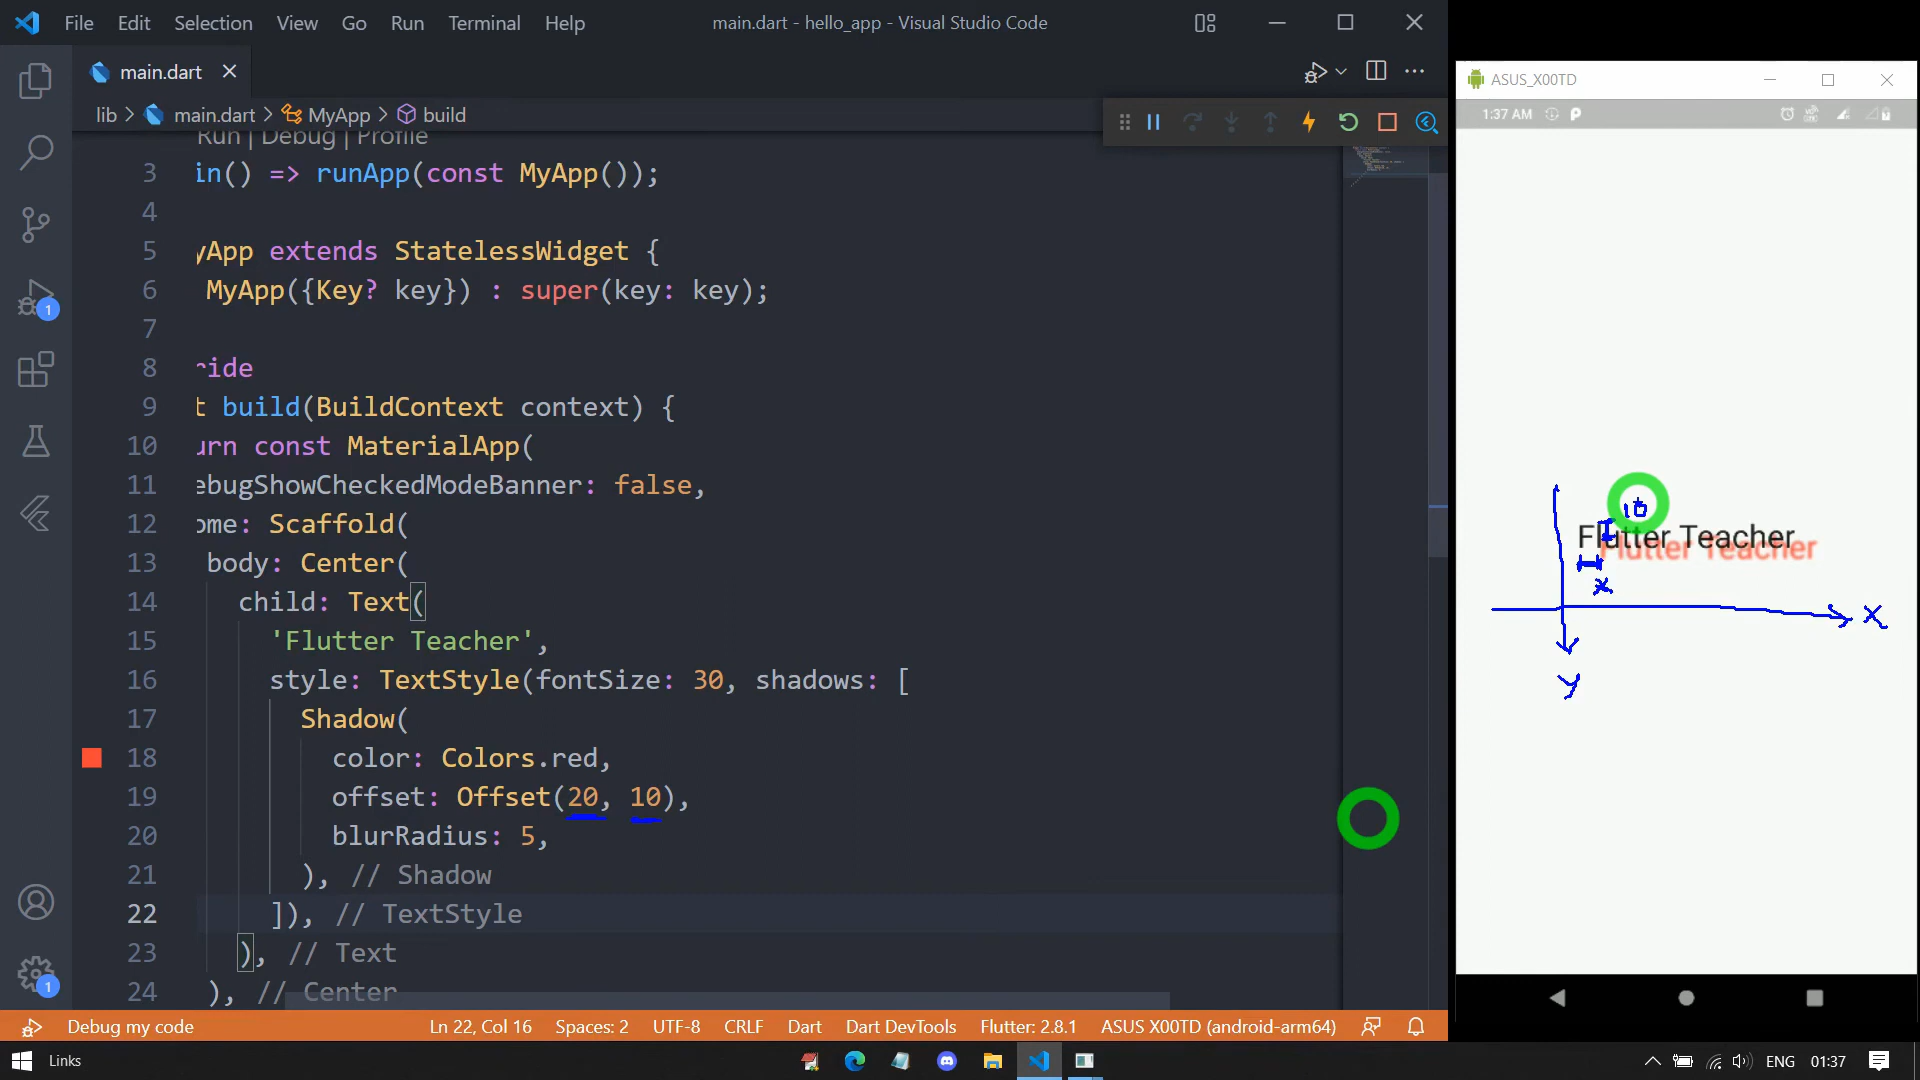 File Edit Selection View Go Run Terminal Help
main.dart - hello_app - Visual Studio Code
main.dart
lib > main.dart > MyApp > build
Run | Debug | Profile
3 in() => runApp(const MyApp());
4
5 yApp extends StatelessWidget {
6 MyApp({Key? key}) : super(key: key);
7
8 ride
9 t build(BuildContext context) {
10 urn const MaterialApp(
11 ebugShowCheckedModeBanner: false,
12 ome: Scaffold(
13 body: Center(
14 child: Text(
15 'Flutter Teacher',
16 style: TextStyle(fontSize: 30, shadows: [
17 Shadow(
18 color: Colors.red,
19 offset: Offset(20, 10),
20 blurRadius: 5,
21 ), // Shadow
22 ]), // TextStyle
23 ), // Text
24 ), // Center
1
1
Debug my code
Ln 22, Col 16 Spaces: 2 UTF-8 CRLF Dart Dart DevTools Flutter: 2.8.1 ASUS X00TD (android-arm64)
ASUS_X00TD
1:37 AM
10
Flutter Teacher
Flutter Teacher
x
X
y
Links
ENG 01:37